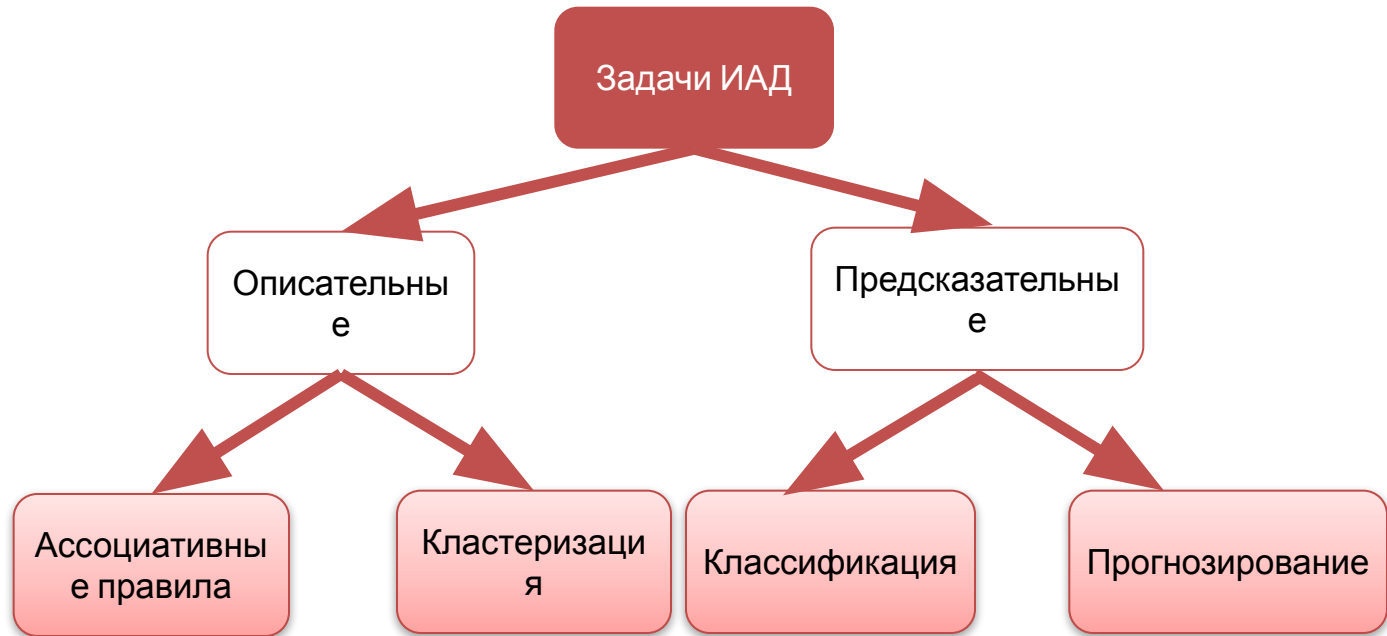 Задачи ИАД
Описательны
е
Предсказательны
е
Ассоциативны
е правила
Кластеризаци
я
Классификация
Прогнозирование